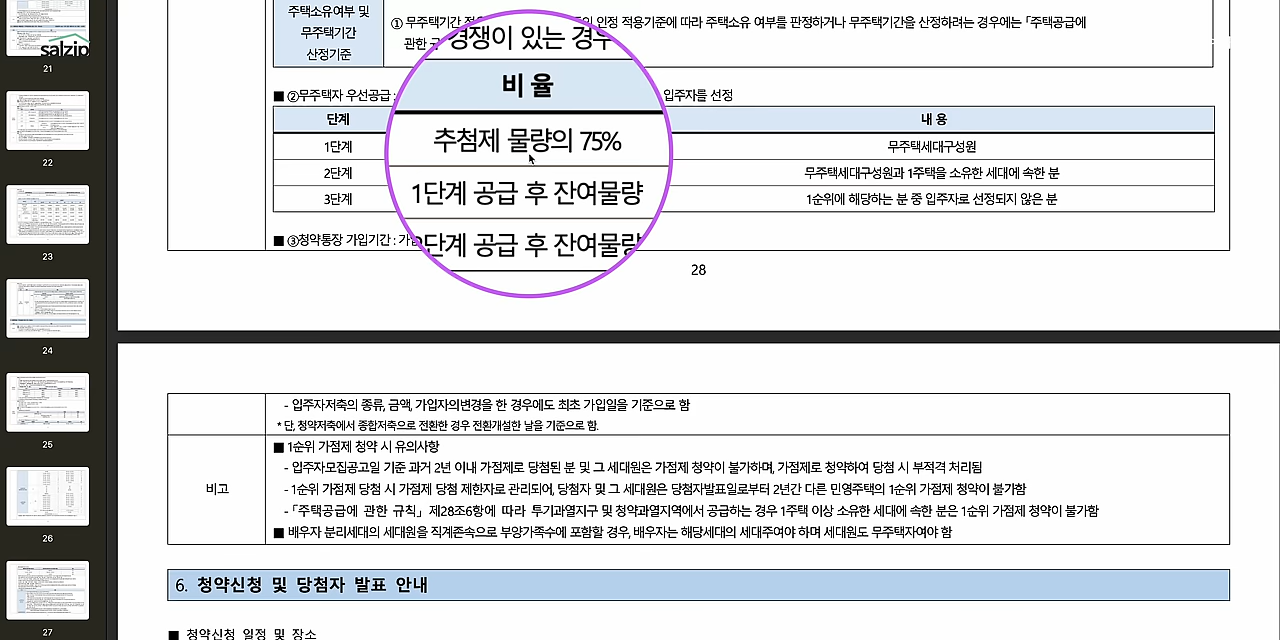 salzip
21
22
23
24
25
26
27
주택소유여부 및
무주택기간
산정기준
① 무주택기간 적 인정 적용기준에 따라 여부를 판정하거나 무주택기간을 산정하려는 경우에는 「주택공급에
관한
경쟁이 있는 경우
비 율
추첨제 물량의 75%
1단계 공급 후 잔여물량
2단계 공급 후 잔여물량
■ ②무주택자 우선공급 : 입주자를 선정
단계 내 용
1단계 무주택세대구성원
2단계 무주택세대구성원과 1주택을 소유한 세대에 속한 분
3단계 1순위에 해당하는 분 중 입주자로 선정되지 않은 분
■ ③청약통장 가입기간 :
28
- 입주자저축의 종류, 금액, 가입자의변경을 한 경우에도 최초 가입일을 기준으로 함
* 단, 청약저축에서 종합저축으로 전환한 경우 전환개설한 날을 기준으로 함.
비고
■ 1순위 가점제 청약 시 유의사항
- 입주자모집공고일 기준 과거 2년 이내 가점제로 당첨된 분 및 그 세대원은 가점제 청약이 불가하며, 가점제로 청약하여 당첨 시 부적격 처리됨
- 1순위 가점제 당첨 시 가점제 당첨 제한자로 관리되어, 당첨자 및 그 세대원은 당첨자발표일로부터 2년간 다른 민영주택의 1순위 가점제 청약이 불가함
- 「주택공급에 관한 규칙」 제28조6항에 따라 투기과열지구 및 청약과열지역에서 공급하는 경우 1주택 이상 소유한 세대에 속한 분은 1순위 가점제 청약이 불가함
■ 배우자 분리세대의 세대원을 직계존속으로 부양가족수에 포함할 경우, 배우자는 해당세대의 세대주여야 하며 세대원도 무주택자여야 함
6 청약신청 및 당첨자 발표 안내
■ 청약신청 일정 및 장소